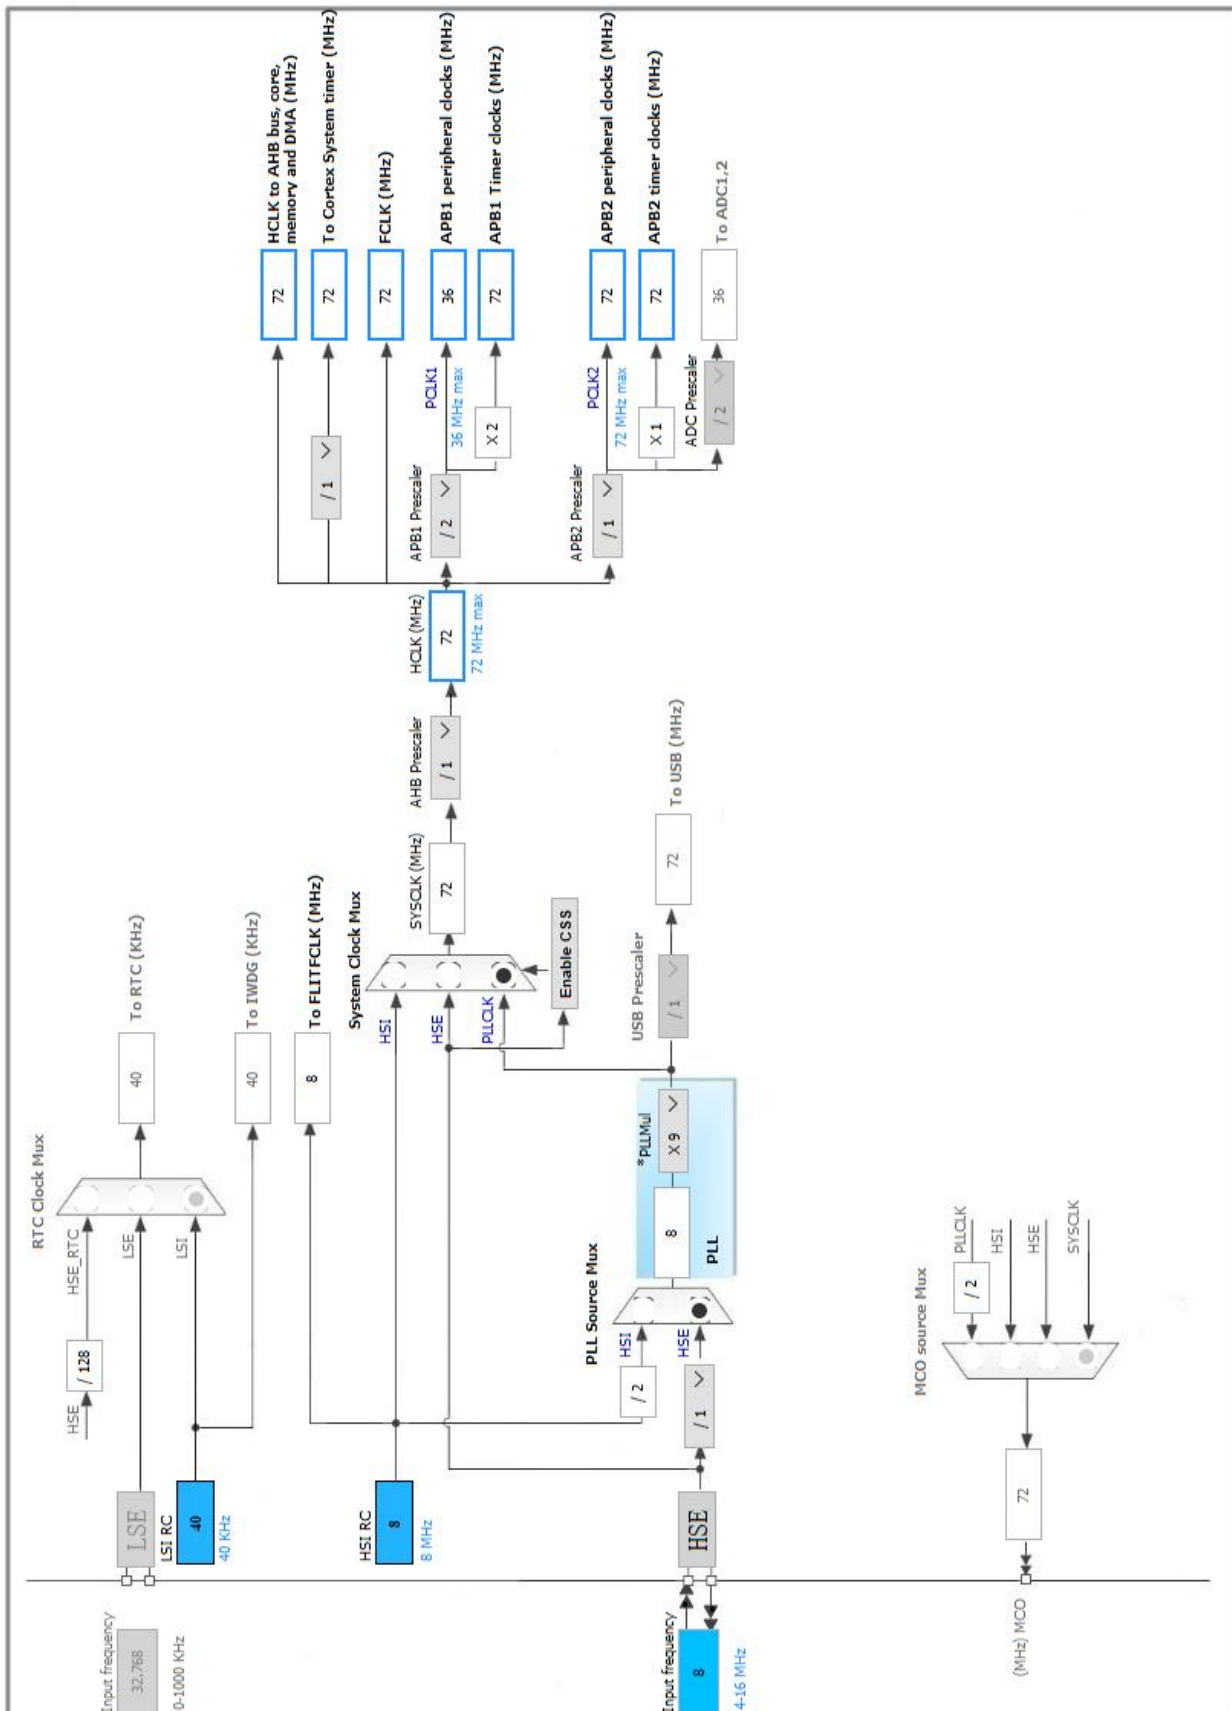 Input frequency
32.768
0-1000 KHz
LSE
LSI RC
40
40 KHz
HSE
/ 128
HSE_RTC
LSE
LSI
RTC Clock Mux
40
To RTC (KHz)
40
To IWDG (KHz)
8
To FLITFCLK (MHz)
HSI RC
8
8 MHz
Input frequency
8
4-16 MHz
HSE
/ 2
/ 1
HSI
HSE
PLL Source Mux
8
*PLLMul
X 9
PLL
USB Prescaler
/ 1
72
To USB (MHz)
System Clock Mux
HSI
HSE
PLLCLK
Enable CSS
SYSCLK (MHz)
72
AHB Prescaler
/ 1
HCLK (MHz)
72
72 MHz max
/ 1
APB1 Prescaler
/ 2
PCLK1
36 MHz max
X 2
APB2 Prescaler
/ 1
PCLK2
72 MHz max
X 1
ADC Prescaler
/ 2
72
HCLK to AHB bus, core,
memory and DMA (MHz)
72
To Cortex System timer (MHz)
72
FCLK (MHz)
36
APB1 peripheral clocks (MHz)
72
APB1 Timer clocks (MHz)
72
APB2 peripheral clocks (MHz)
72
APB2 timer clocks (MHz)
36
To ADC1,2
(MHz) MCO
72
MCO source Mux
/ 2
PLLCLK
HSI
HSE
SYSCLK